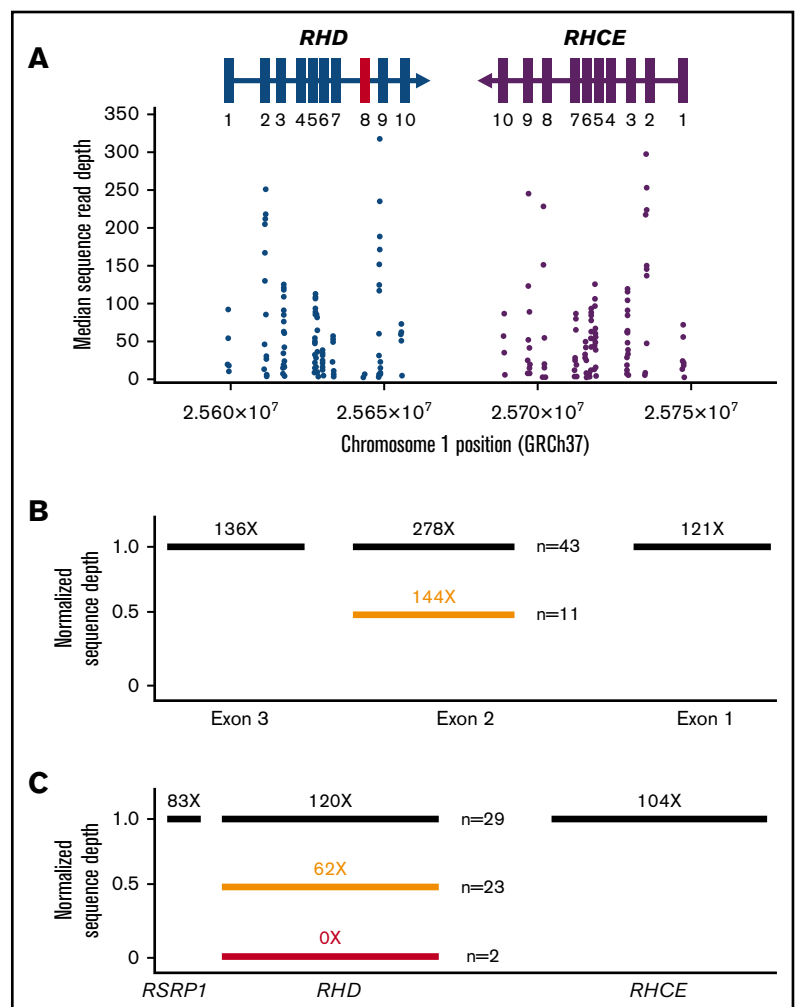 A
RHD RHCE
1 2 3 4 5 6 7 8 9 10 10 9 8 7 6 5 4 3 2 1
350
300
250
200
150
100
50
0
Median sequence read depth
2.560×10⁷ 2.565×10⁷ 2.570×10⁷ 2.575×10⁷
Chromosome 1 position (GRCh37)
B
136X 278X 121X
1.0 n=43
144X
0.5 n=11
0
Normalized
sequence depth
Exon 3 Exon 2 Exon 1
C
83X 120X 104X
1.0 n=29
62X
0.5 n=23
0X
0 n=2
Normalized
sequence depth
RSRP1 RHD RHCE